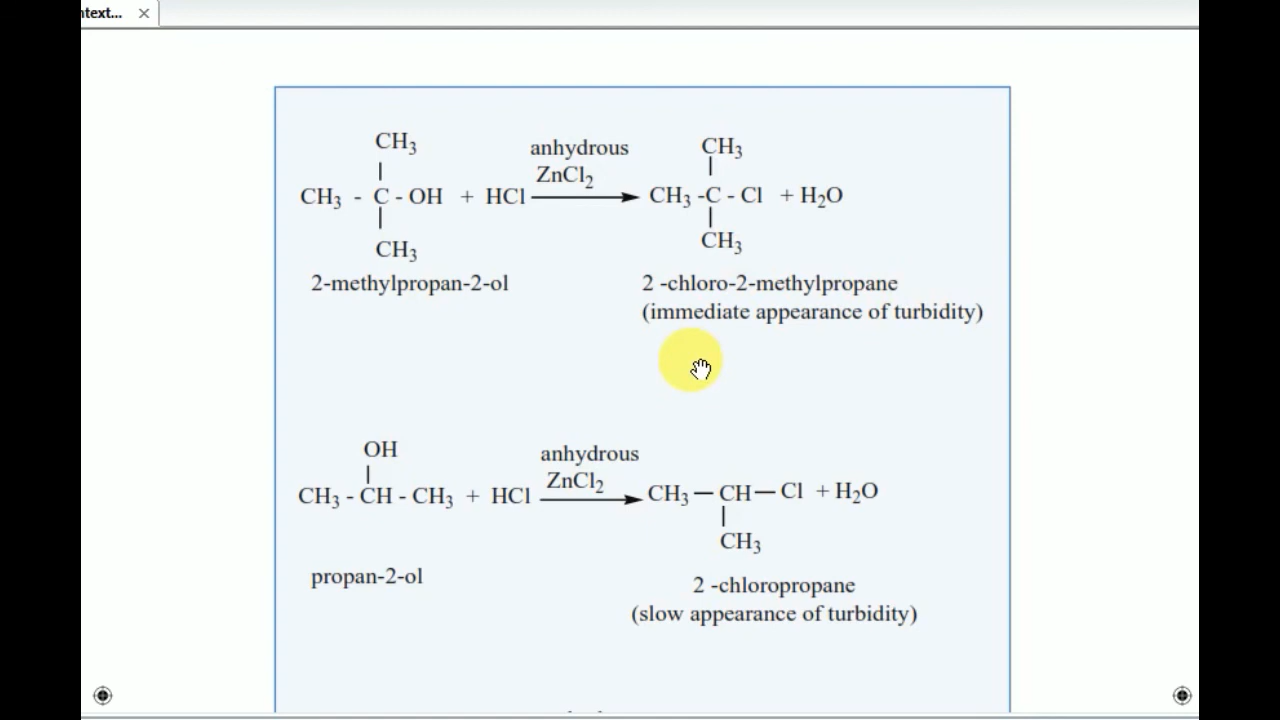 ntext...
CH3
anhydrous
ZnCl2
CH3 - C - OH + HCl
CH3
2-methylpropan-2-ol
CH3
CH3 -C - Cl + H2O
CH3
2 -chloro-2-methylpropane
(immediate appearance of turbidity)
OH
anhydrous
ZnCl2
CH3 - CH - CH3 + HCl
propan-2-ol
CH3 — CH — Cl + H2O
CH3
2 -chloropropane
(slow appearance of turbidity)